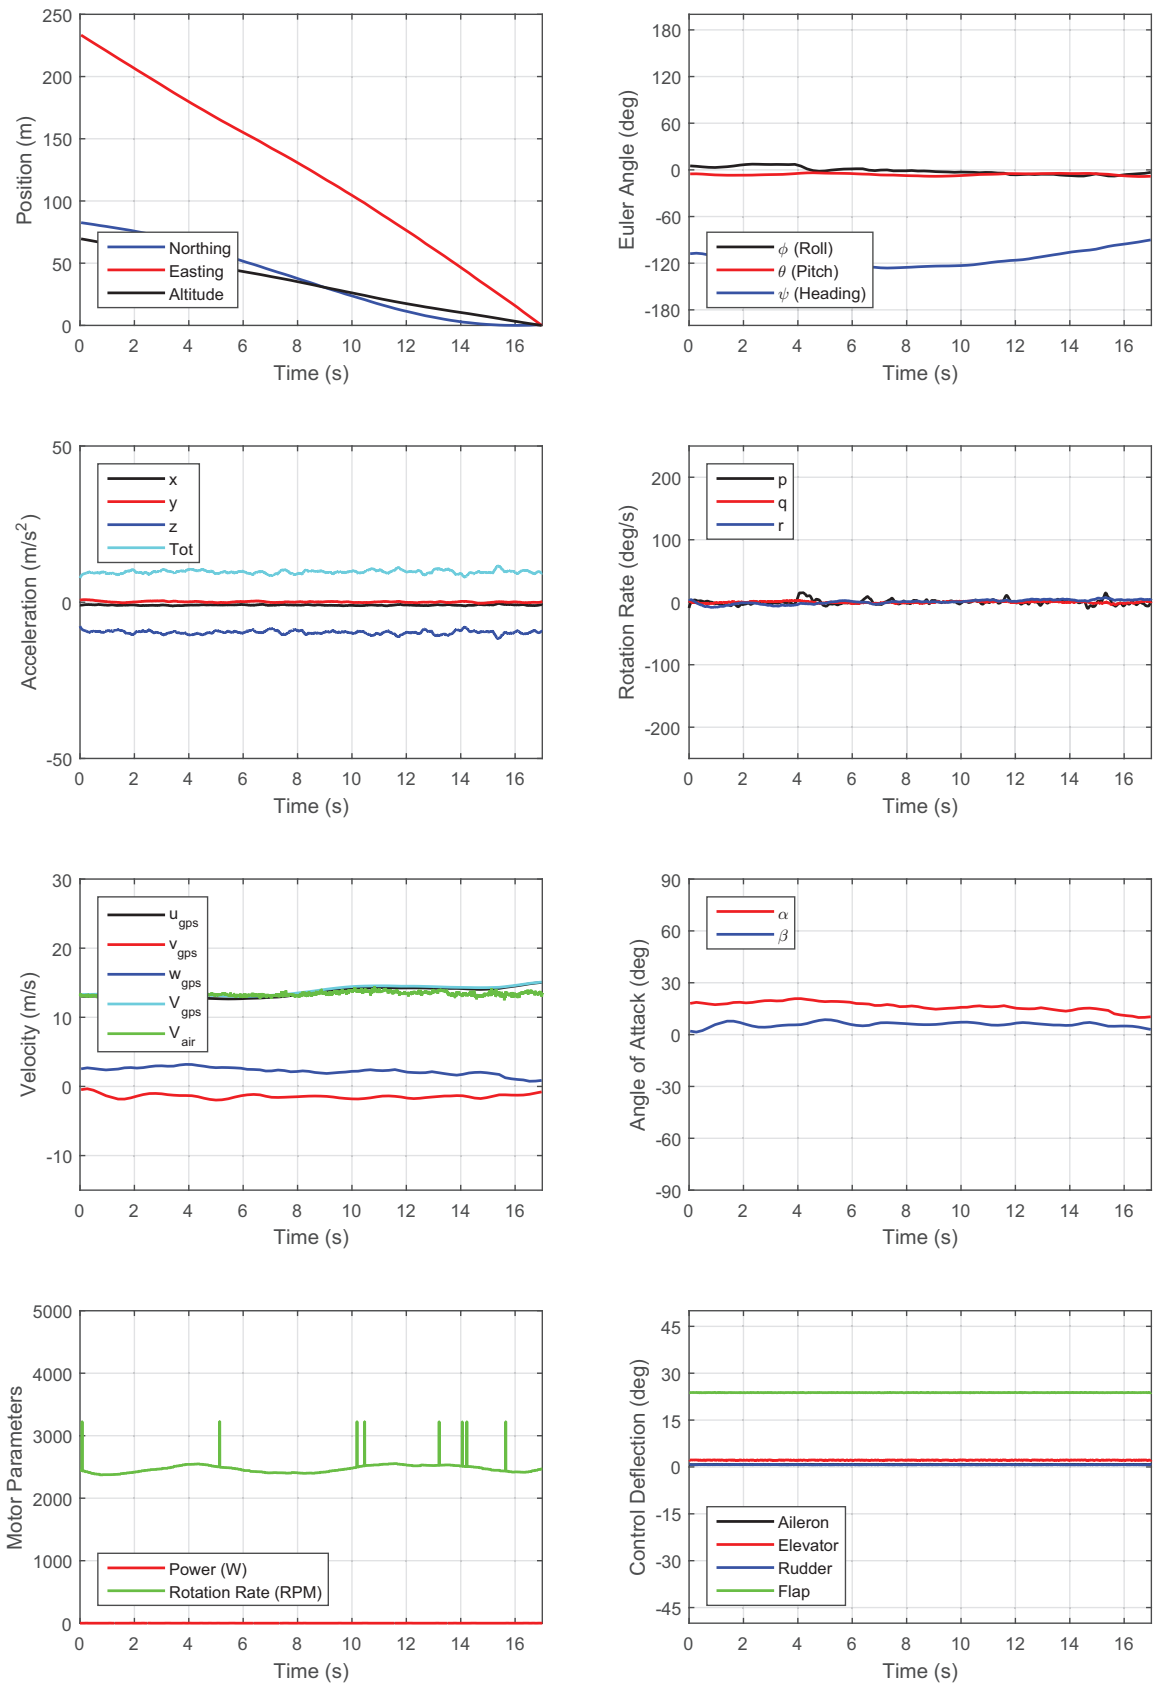 250
200
150
100
50
0
Position (m)
Northing
Easting
Altitude
0 2 4 6 8 10 12 14 16
Time (s)
180
120
60
0
-60
-120
-180
Euler Angle (deg)
ϕ (Roll)
θ (Pitch)
ψ (Heading)
0 2 4 6 8 10 12 14 16
Time (s)
50
0
-50
Acceleration (m/s²)
x
y
z
Tot
0 2 4 6 8 10 12 14 16
Time (s)
200
100
0
-100
-200
Rotation Rate (deg/s)
p
q
r
0 2 4 6 8 10 12 14 16
Time (s)
30
20
10
0
-10
Velocity (m/s)
u_gps
v_gps
w_gps
V_gps
V_air
0 2 4 6 8 10 12 14 16
Time (s)
90
60
30
0
-30
-60
-90
Angle of Attack (deg)
α
β
0 2 4 6 8 10 12 14 16
Time (s)
5000
4000
3000
2000
1000
0
Motor Parameters
Power (W)
Rotation Rate (RPM)
0 2 4 6 8 10 12 14 16
Time (s)
45
30
15
0
-15
-30
-45
Control Deflection (deg)
Aileron
Elevator
Rudder
Flap
0 2 4 6 8 10 12 14 16
Time (s)